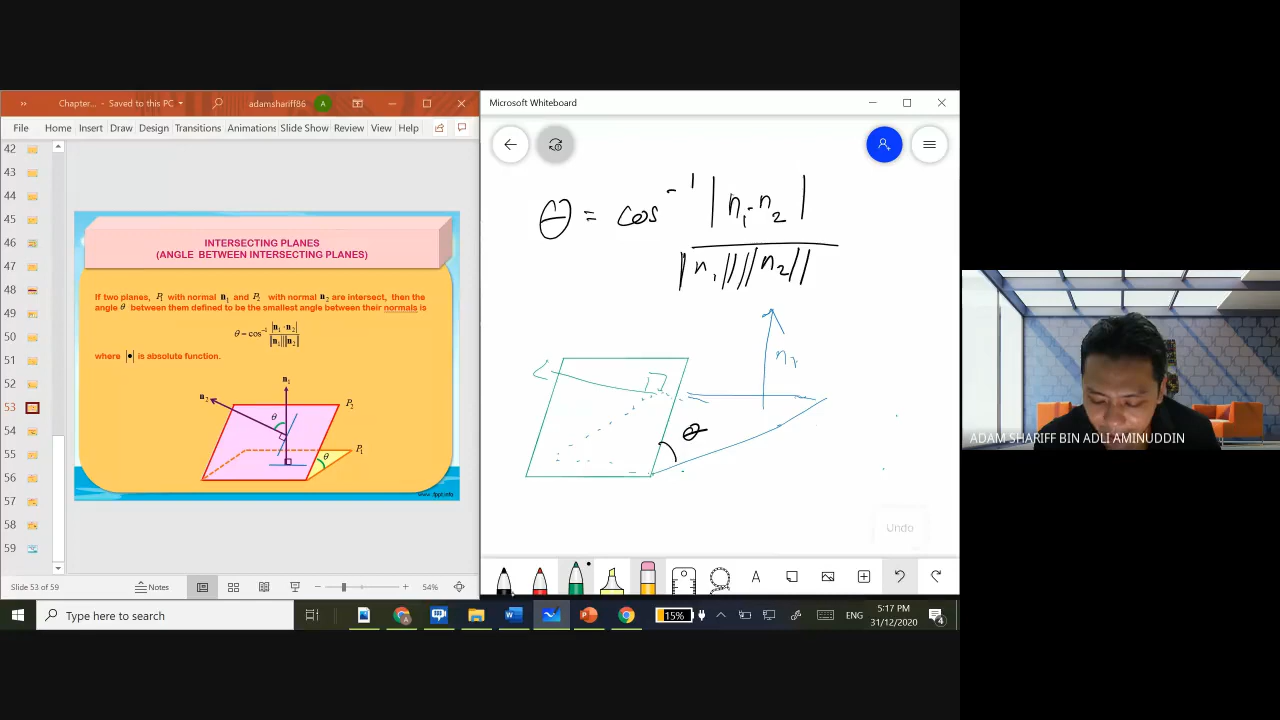 Chapter... - Saved to this PC
adamshariff86
A
File Home Insert Draw Design Transitions Animations Slide Show Review View Help
42
43
44
45
46
47
48
49
50
51
52
53
54
55
56
57
58
59
INTERSECTING PLANES
(ANGLE BETWEEN INTERSECTING PLANES)
If two planes, P₁ with normal n₁ and P₂ with normal n₂ are intersect, then the
angle θ between them defined to be the smallest angle between their normals is
θ = cos⁻¹ |n₁ · n₂| / |n₁||n₂|
where |•| is absolute function.
n₁
n₂
P₂
θ
P₁
θ
Slide 53 of 59
Notes
54%
Microsoft Whiteboard
θ = cos⁻¹ |n₁ · n₂|
||n₁|| ||n₂||
θ
Undo
A
ADAM SHARIFF BIN ADLI AMINUDDIN
Type here to search
15%
ENG
5:17 PM
31/12/2020
4